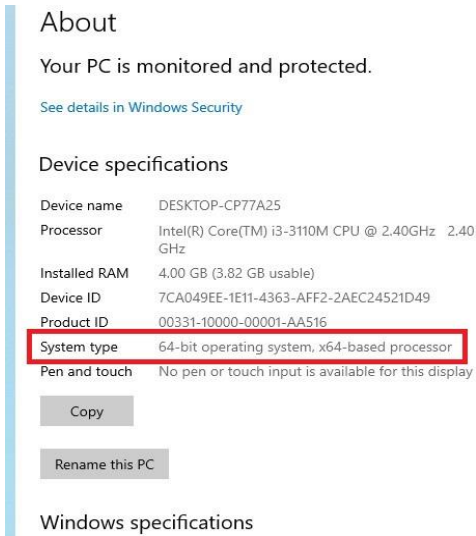 About
Your PC is monitored and protected.
See details in Windows Security
Device specifications
Device name DESKTOP-CP77A25
Processor Intel(R) Core(TM) i3-3110M CPU @ 2.40GHz 2.40
GHz
Installed RAM 4.00 GB (3.82 GB usable)
Device ID 7CA049EE-1E11-4363-AFF2-2AEC24521D49
Product ID 00331-10000-00001-AA516
System type 64-bit operating system, x64-based processor
Pen and touch No pen or touch input is available for this display
Copy
Rename this PC
Windows specifications